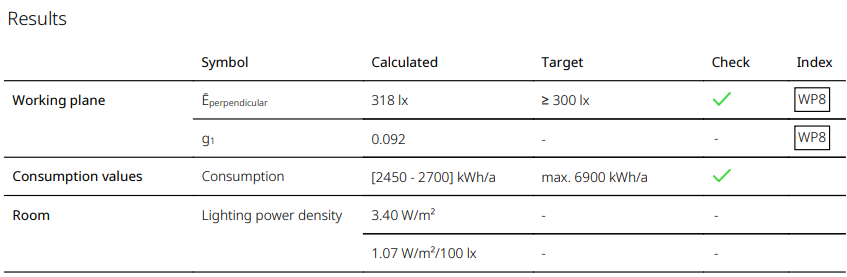 Results
Symbol Calculated Target Check Index
Working plane Ēperpendicular 318 lx ≥ 300 lx ✓ WP8
g₁ 0.092 - - WP8
Consumption values Consumption [2450 - 2700] kWh/a max. 6900 kWh/a ✓
Room Lighting power density 3.40 W/m² - -
1.07 W/m²/100 lx - -